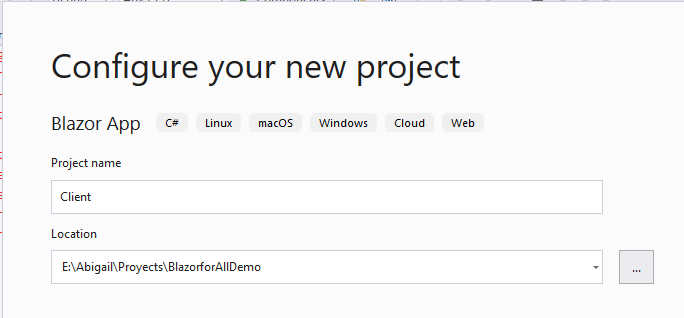 Configure your new project
Blazor App C# Linux macOS Windows Cloud Web
Project name
Client
Location
E:\Abigail\Proyects\BlazorforAllDemo
...